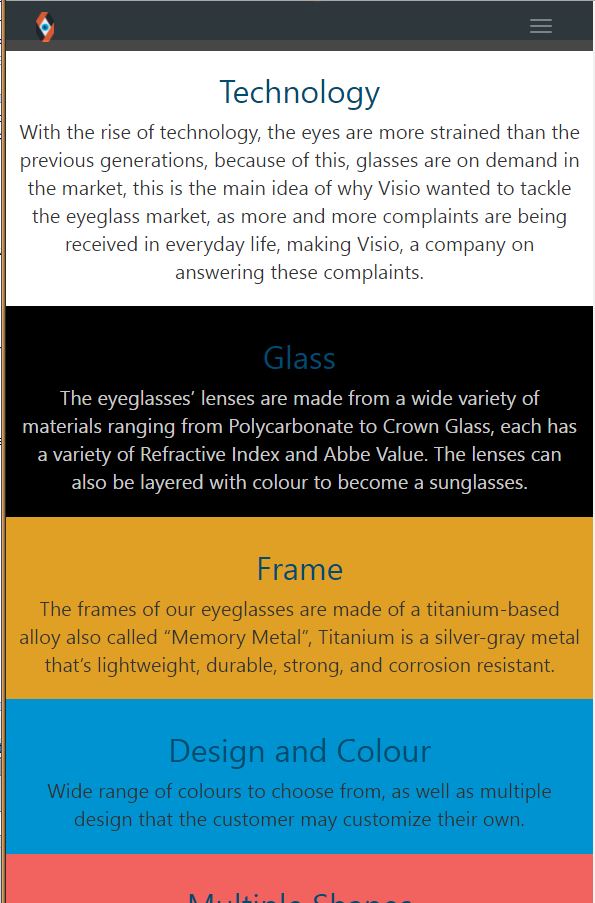 Technology
With the rise of technology, the eyes are more strained than the
previous generations, because of this, glasses are on demand in
the market, this is the main idea of why Visio wanted to tackle
the eyeglass market, as more and more complaints are being
received in everyday life, making Visio, a company on
answering these complaints.
Glass
The eyeglasses’ lenses are made from a wide variety of
materials ranging from Polycarbonate to Crown Glass, each has
a variety of Refractive Index and Abbe Value. The lenses can
also be layered with colour to become a sunglasses.
Frame
The frames of our eyeglasses are made of a titanium-based
alloy also called “Memory Metal”, Titanium is a silver-gray metal
that’s lightweight, durable, strong, and corrosion resistant.
Design and Colour
Wide range of colours to choose from, as well as multiple
design that the customer may customize their own.
Multiple Shapes